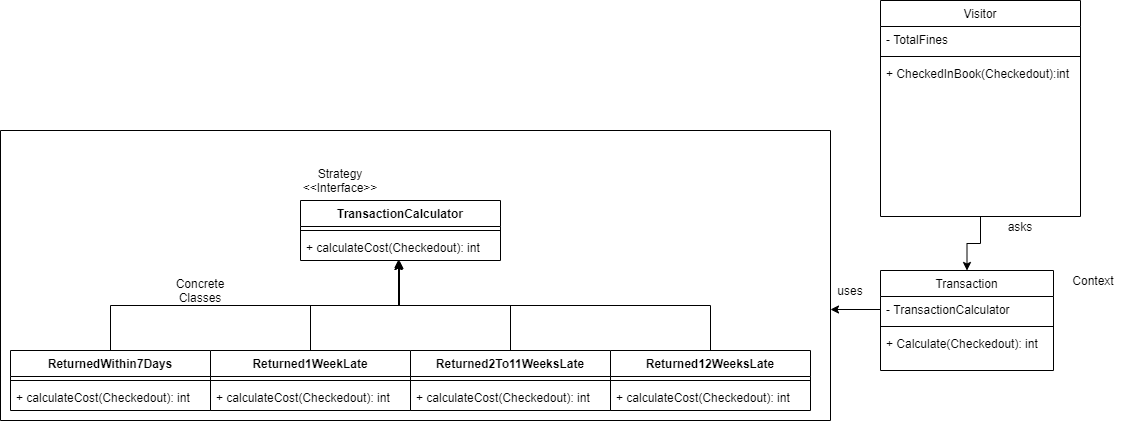 Visitor
- TotalFines
+ CheckedInBook(Checkedout):int
asks
Transaction
- TransactionCalculator
+ Calculate(Checkedout): int
Context
uses
Strategy
<<Interface>>
TransactionCalculator
+ calculateCost(Checkedout): int
Concrete
Classes
ReturnedWithin7Days
+ calculateCost(Checkedout): int
Returned1WeekLate
+ calculateCost(Checkedout): int
Returned2To11WeeksLate
+ calculateCost(Checkedout): int
Returned12WeeksLate
+ calculateCost(Checkedout): int